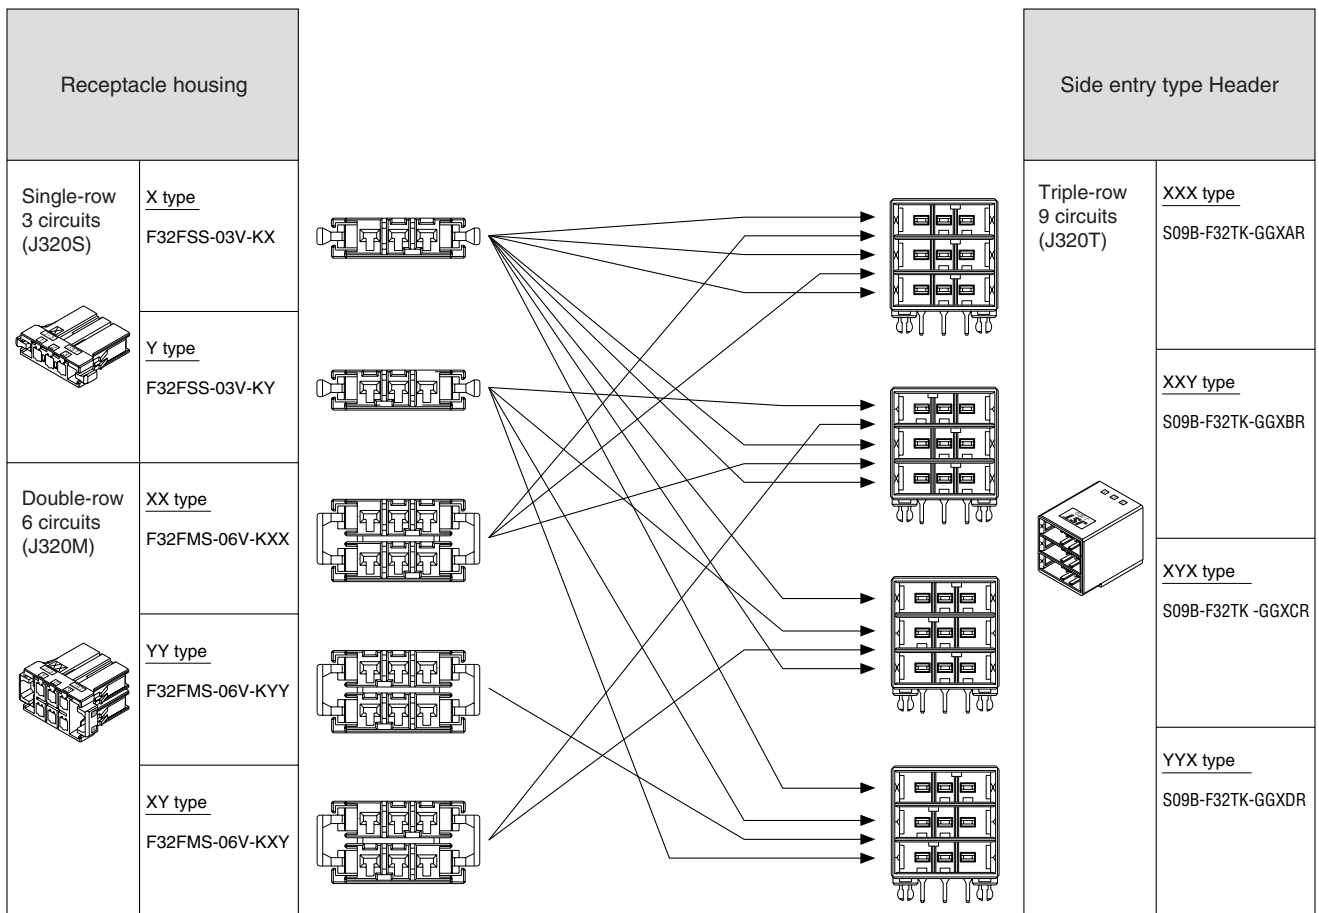 Receptacle housing
Single-row
3 circuits
(J320S)
X type
F32FSS-03V-KX
Y type
F32FSS-03V-KY
Double-row
6 circuits
(J320M)
XX type
F32FMS-06V-KXX
YY type
F32FMS-06V-KYY
XY type
F32FMS-06V-KXY
Side entry type Header
Triple-row
9 circuits
(J320T)
XXX type
S09B-F32TK-GGXAR
XXY type
S09B-F32TK-GGXBR
JST
XYX type
S09B-F32TK -GGXCR
YYX type
S09B-F32TK-GGXDR